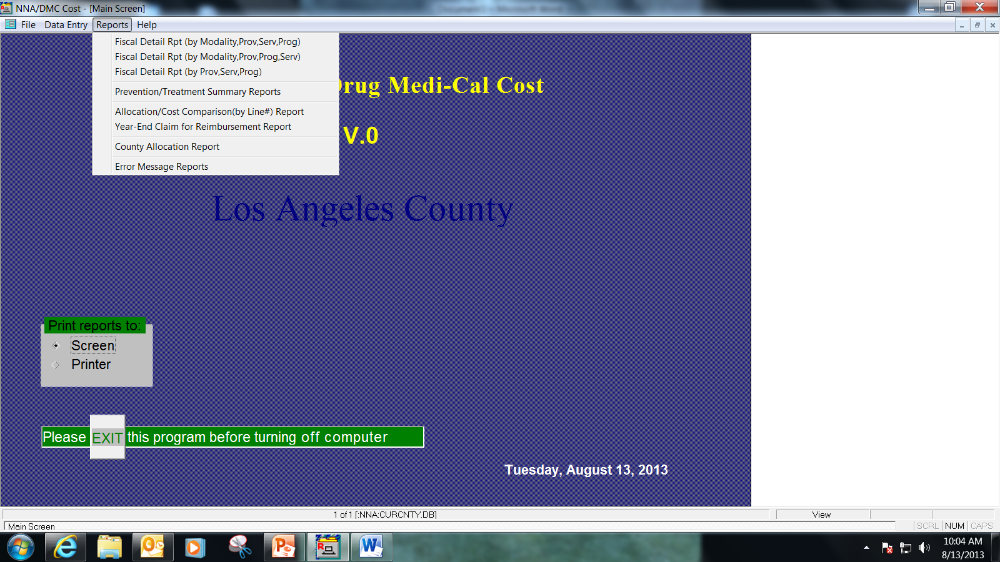 NNA/DMC Cost - [Main Screen]
File Data Entry Reports Help
Fiscal Detail Rpt (by Modality,Prov,Serv,Prog)
Fiscal Detail Rpt (by Modality,Prov,Prog,Serv)
Fiscal Detail Rpt (by Prov,Serv,Prog)
Prevention/Treatment Summary Reports
Allocation/Cost Comparison(by Line#) Report
Year-End Claim for Reimbursement Report
County Allocation Report
Error Message Reports
Drug Medi-Cal Cost
V.0
Los Angeles County
Print reports to:
Screen
Printer
Please EXIT this program before turning off computer
Tuesday, August 13, 2013
1 of 1 [:NNA:CURCNTY.DB]
View
Main Screen
SCRL NUM CAPS
10:04 AM
8/13/2013